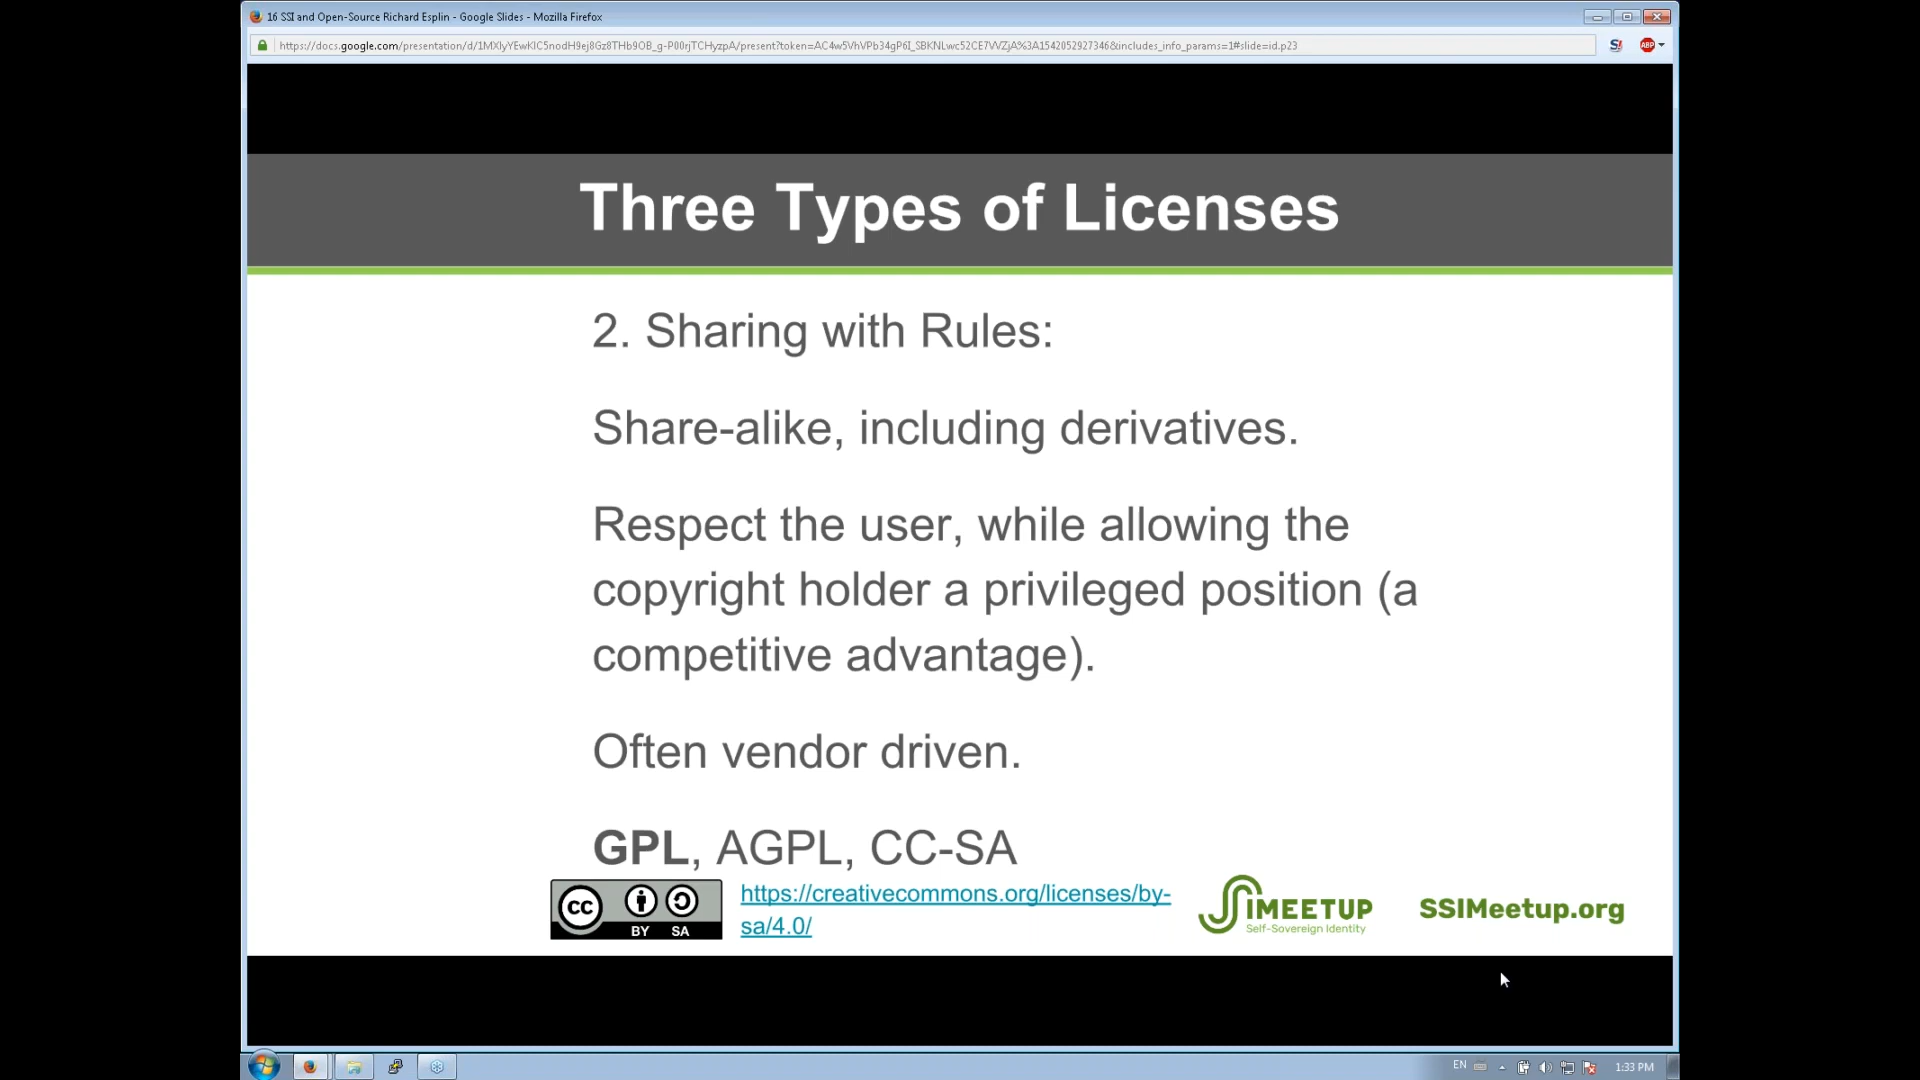 16 SSI and Open-Source Richard Esplin - Google Slides - Mozilla Firefox
Three Types of Licenses
2. Sharing with Rules:
Share-alike, including derivatives.
Respect the user, while allowing the
copyright holder a privileged position (a
competitive advantage).
Often vendor driven.
GPL, AGPL, CC-SA
cc
BY SA
https://creativecommons.org/licenses/by-
sa/4.0/
SSIMEETUP
Self-Sovereign Identity
SSIMeetup.org
EN
1:33 PM